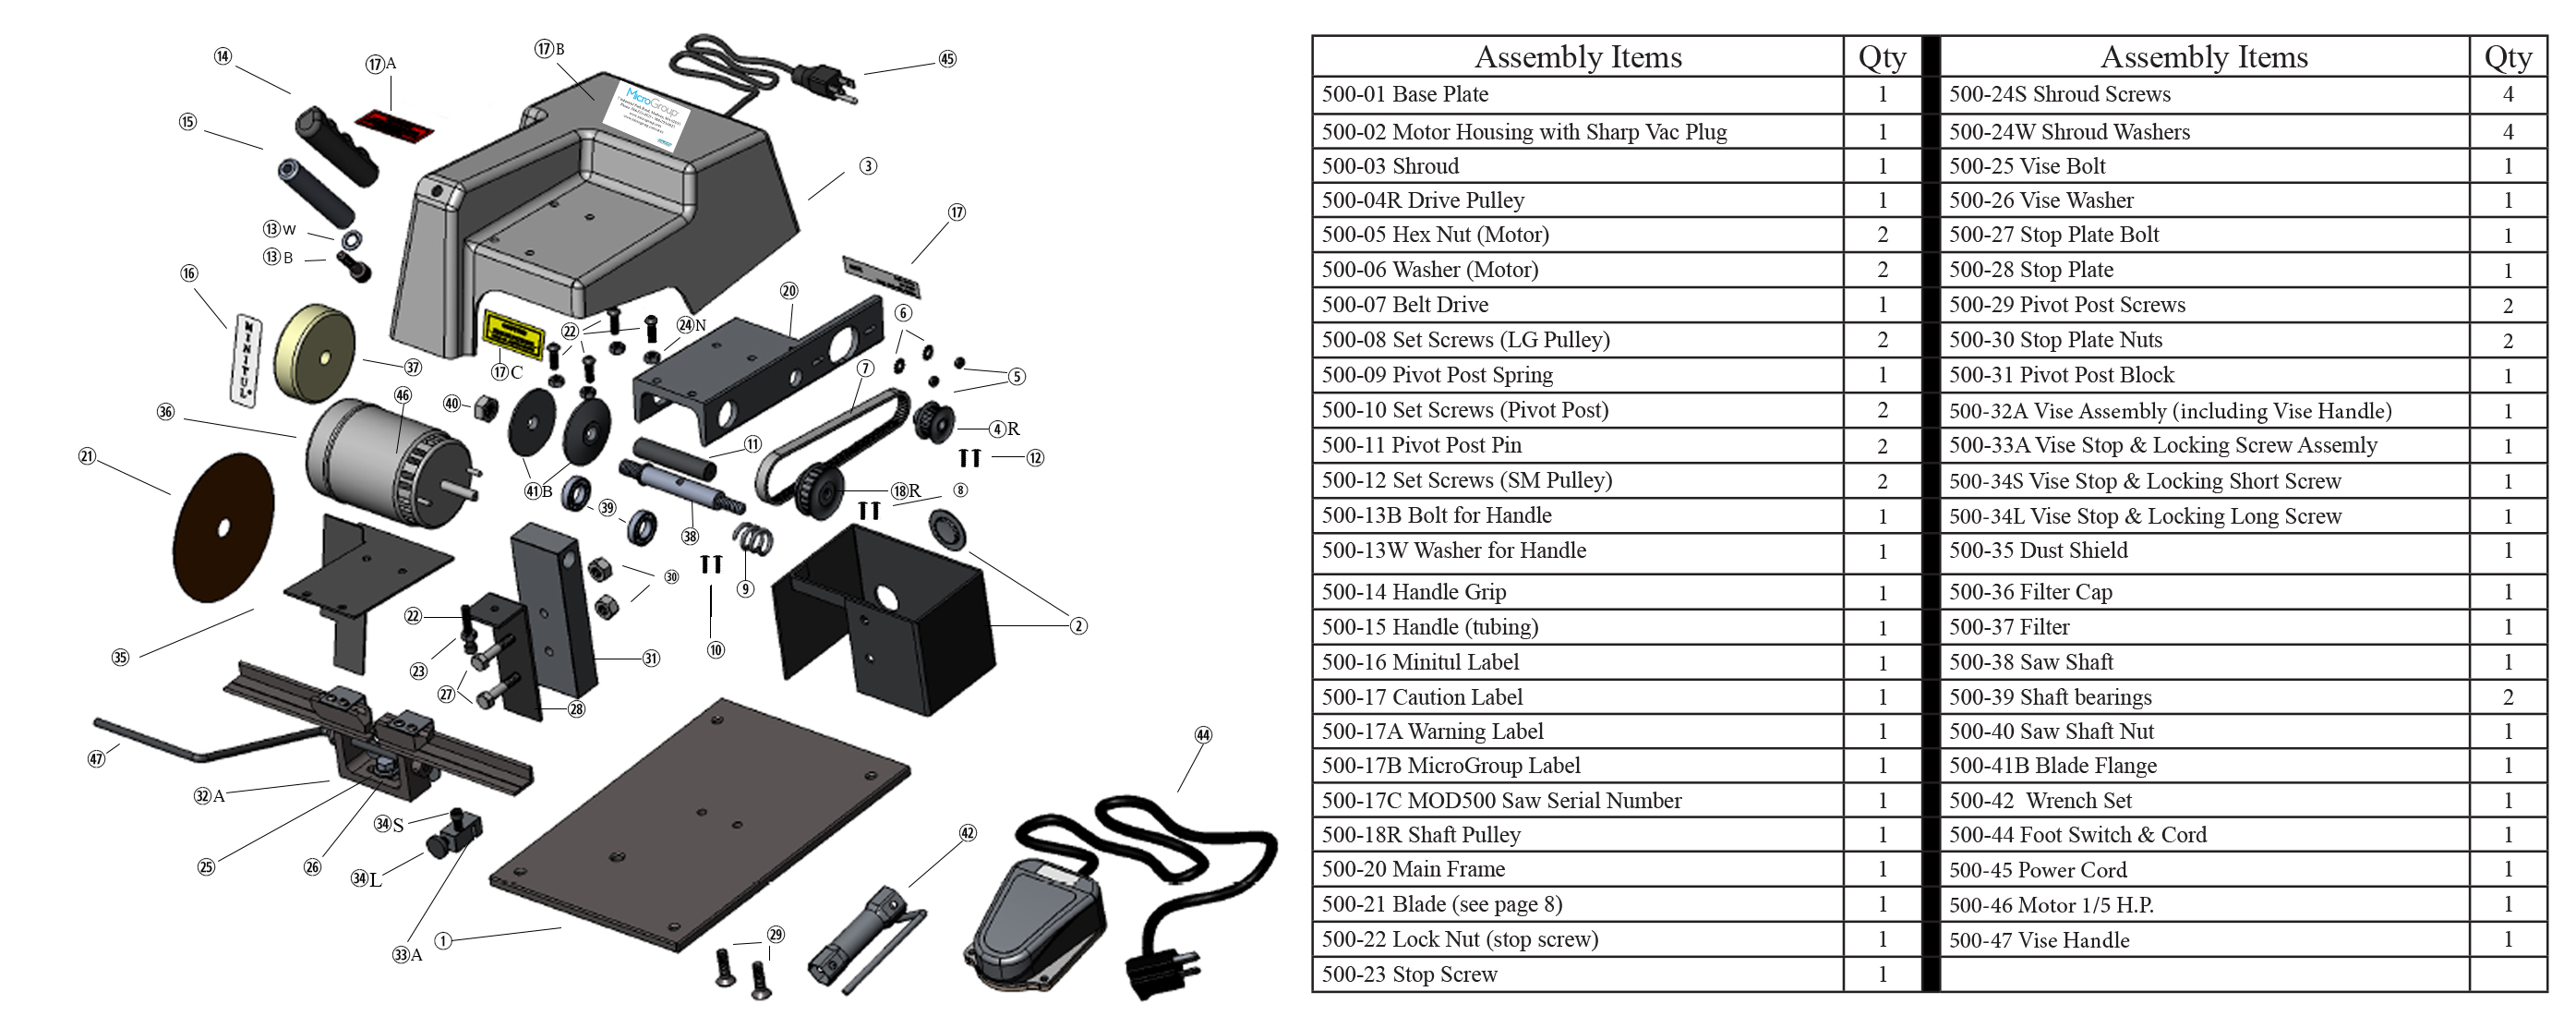 14
17A
17B
45
15
3
MicroGroup
13W
13B
17
16
20
6
22
24N
MINITUL®
37
17C
7
5
40
46
36
4R
11
12
21
41B
18R
8
39
38
30
9
22
2
10
35
23
31
27
28
47
44
32A
34S
42
25
26
34L
29
1
33A
Assembly Items Qty Assembly Items Qty
500-01 Base Plate 1 500-24S Shroud Screws 4
500-02 Motor Housing with Sharp Vac Plug 1 500-24W Shroud Washers 4
500-03 Shroud 1 500-25 Vise Bolt 1
500-04R Drive Pulley 1 500-26 Vise Washer 1
500-05 Hex Nut (Motor) 2 500-27 Stop Plate Bolt 1
500-06 Washer (Motor) 2 500-28 Stop Plate 1
500-07 Belt Drive 1 500-29 Pivot Post Screws 2
500-08 Set Screws (LG Pulley) 2 500-30 Stop Plate Nuts 2
500-09 Pivot Post Spring 1 500-31 Pivot Post Block 1
500-10 Set Screws (Pivot Post) 2 500-32A Vise Assembly (including Vise Handle) 1
500-11 Pivot Post Pin 2 500-33A Vise Stop & Locking Screw Assemly 1
500-12 Set Screws (SM Pulley) 2 500-34S Vise Stop & Locking Short Screw 1
500-13B Bolt for Handle 1 500-34L Vise Stop & Locking Long Screw 1
500-13W Washer for Handle 1 500-35 Dust Shield 1
500-14 Handle Grip 1 500-36 Filter Cap 1
500-15 Handle (tubing) 1 500-37 Filter 1
500-16 Minitul Label 1 500-38 Saw Shaft 1
500-17 Caution Label 1 500-39 Shaft bearings 2
500-17A Warning Label 1 500-40 Saw Shaft Nut 1
500-17B MicroGroup Label 1 500-41B Blade Flange 1
500-17C MOD500 Saw Serial Number 1 500-42 Wrench Set 1
500-18R Shaft Pulley 1 500-44 Foot Switch & Cord 1
500-20 Main Frame 1 500-45 Power Cord 1
500-21 Blade (see page 8) 1 500-46 Motor 1/5 H.P. 1
500-22 Lock Nut (stop screw) 1 500-47 Vise Handle 1
500-23 Stop Screw 1